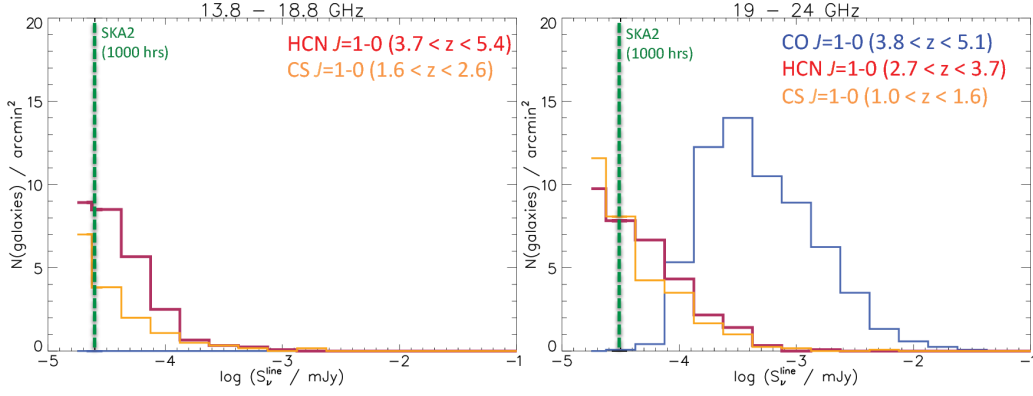 13.8 – 18.8 GHz
20
15
10
5
0
N(galaxies) / arcmin²
SKA2
(1000 hrs)
HCN J=1-0 (3.7 < z < 5.4)
CS J=1-0 (1.6 < z < 2.6)
-5
-4
-3
-2
-1
log (S_ν^line / mJy)
19 – 24 GHz
20
15
10
5
0
N(galaxies) / arcmin²
SKA2
(1000 hrs)
CO J=1-0 (3.8 < z < 5.1)
HCN J=1-0 (2.7 < z < 3.7)
CS J=1-0 (1.0 < z < 1.6)
-5
-4
-3
-2
-1
log (S_ν^line / mJy)